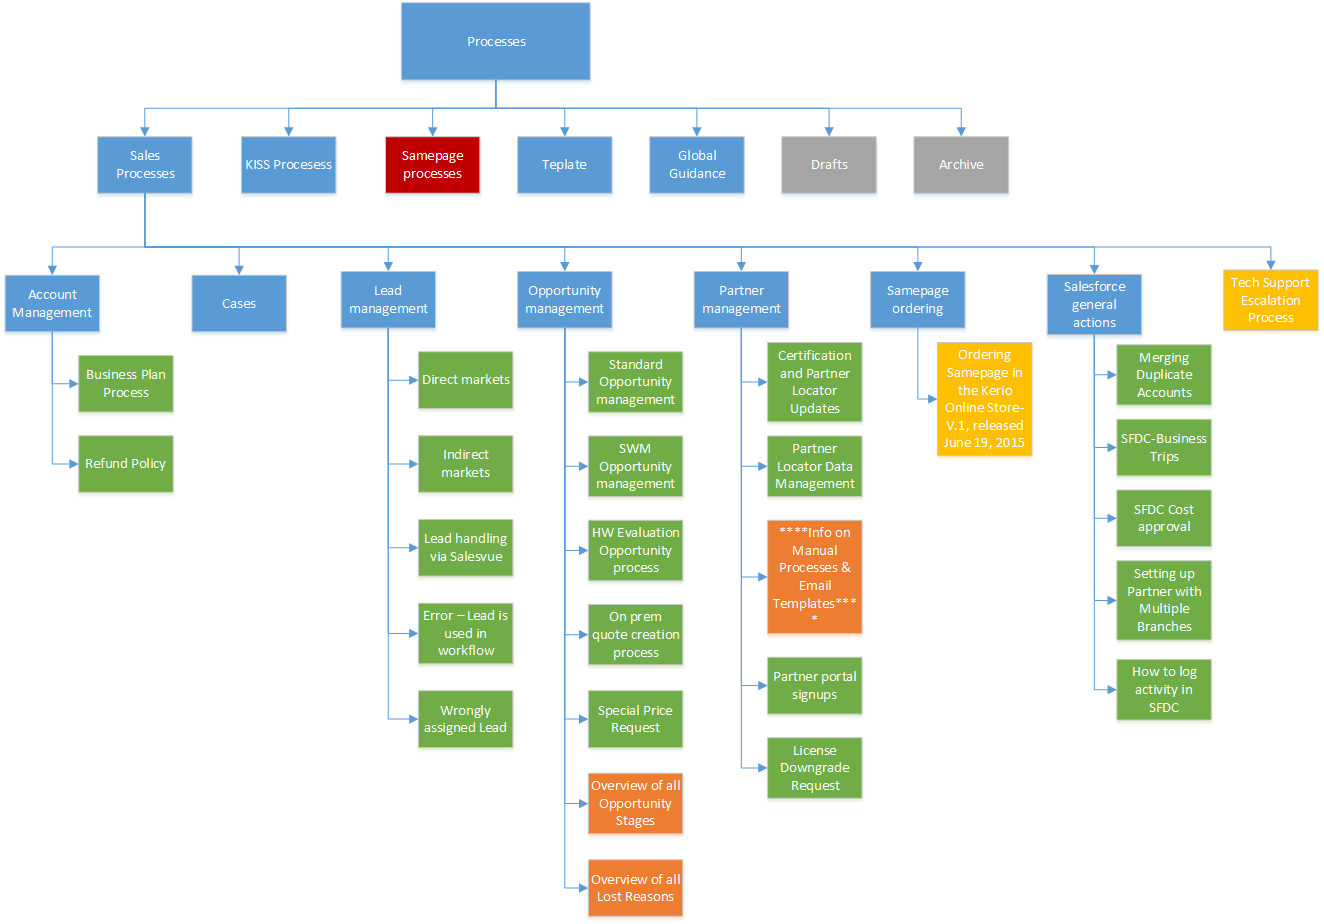 Processes
Sales
Processes
KISS Procesess
Samepage
processes
Teplate
Global
Guidance
Drafts
Archive
Account
Management
Cases
Lead
management
Opportunity
management
Partner
management
Samepage
ordering
Salesforce
general
actions
Tech Support
Escalation
Process
Business Plan
Process
Refund Policy
Direct markets
Indirect
markets
Lead handling
via Salesvue
Error – Lead is
used in
workflow
Wrongly
assigned Lead
Standard
Opportunity
management
SWM
Opportunity
management
HW Evaluation
Opportunity
process
On prem
quote creation
process
Special Price
Request
Overview of all
Opportunity
Stages
Overview of all
Lost Reasons
Certification
and Partner
Locator
Updates
Partner
Locator Data
Management
****Info on
Manual
Processes &
Email
Templates***
*
Partner portal
signups
License
Downgrade
Request
Ordering
Samepage in
the Kerio
Online Store-
V.1, released
June 19, 2015
Merging
Duplicate
Accounts
SFDC-Business
Trips
SFDC Cost
approval
Setting up
Partner with
Multiple
Branches
How to log
activity in
SFDC